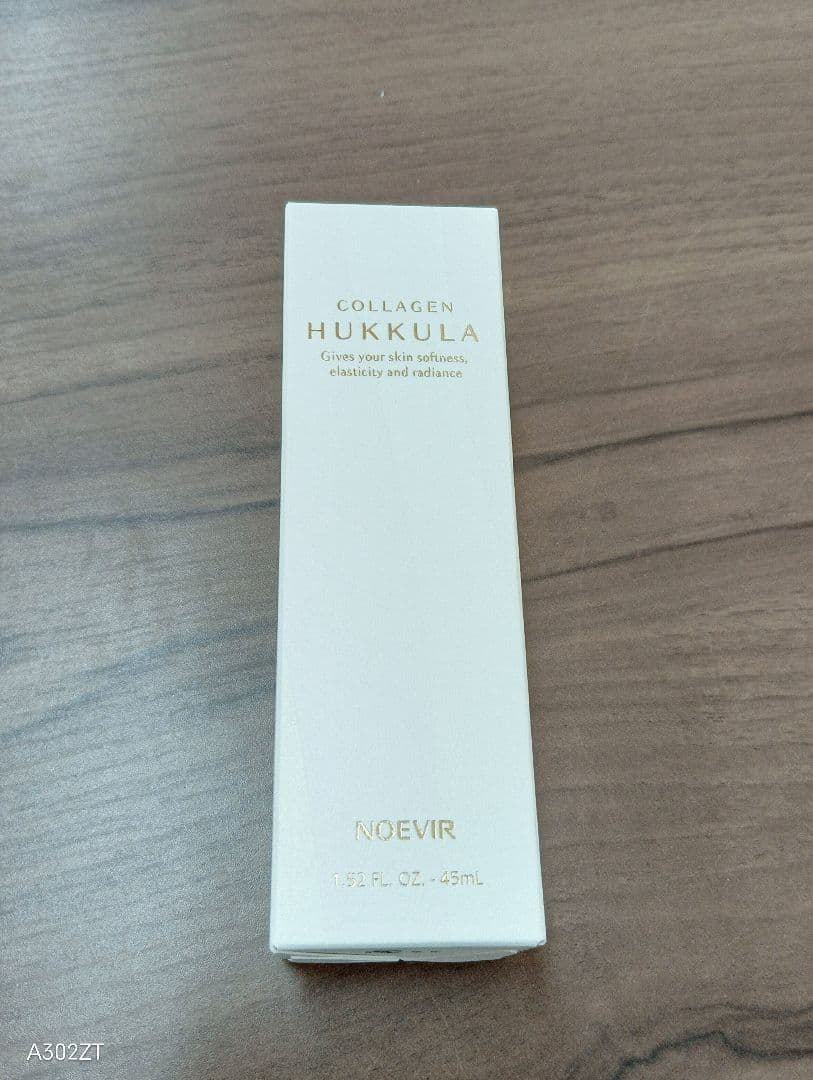 COLLAGEN
HUKKULA
Gives your skin softness,
elasticity and radiance
NOEVIR
1.52 FL. OZ. - 45mL
A302ZT